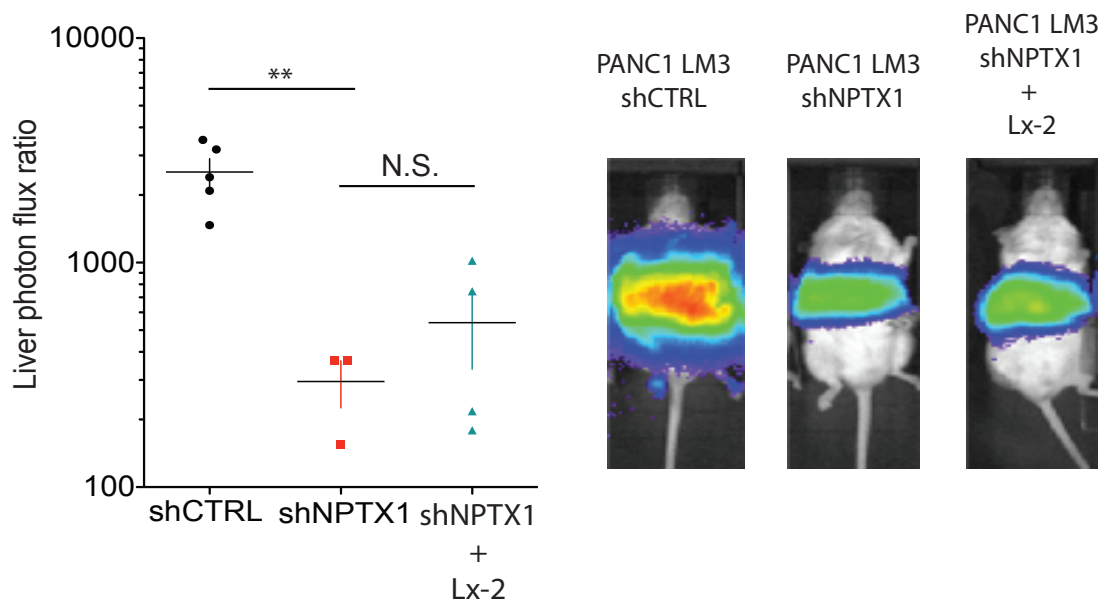 Liver photon flux ratio
10000
1000
100
**
N.S.
shCTRL
shNPTX1
shNPTX1
+
Lx-2
PANC1 LM3
shCTRL
PANC1 LM3
shNPTX1
PANC1 LM3
shNPTX1
+
Lx-2